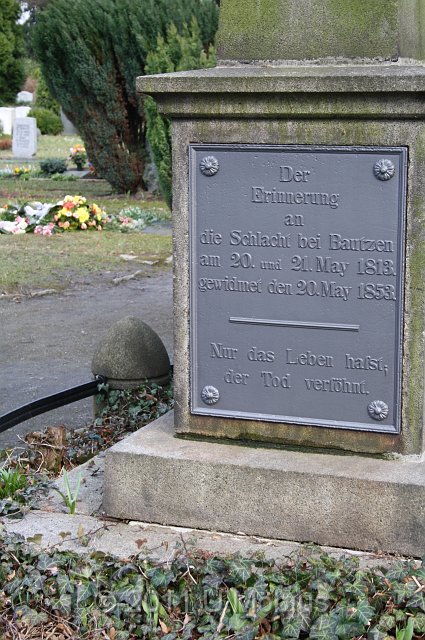 Der
Erinnerung
an
die Schlacht bei Bautzen
am 20. und 21. May 1813.
gewidmet den 20. May 1853.
Nur das Leben haſst,
der Tod verſöhnt.